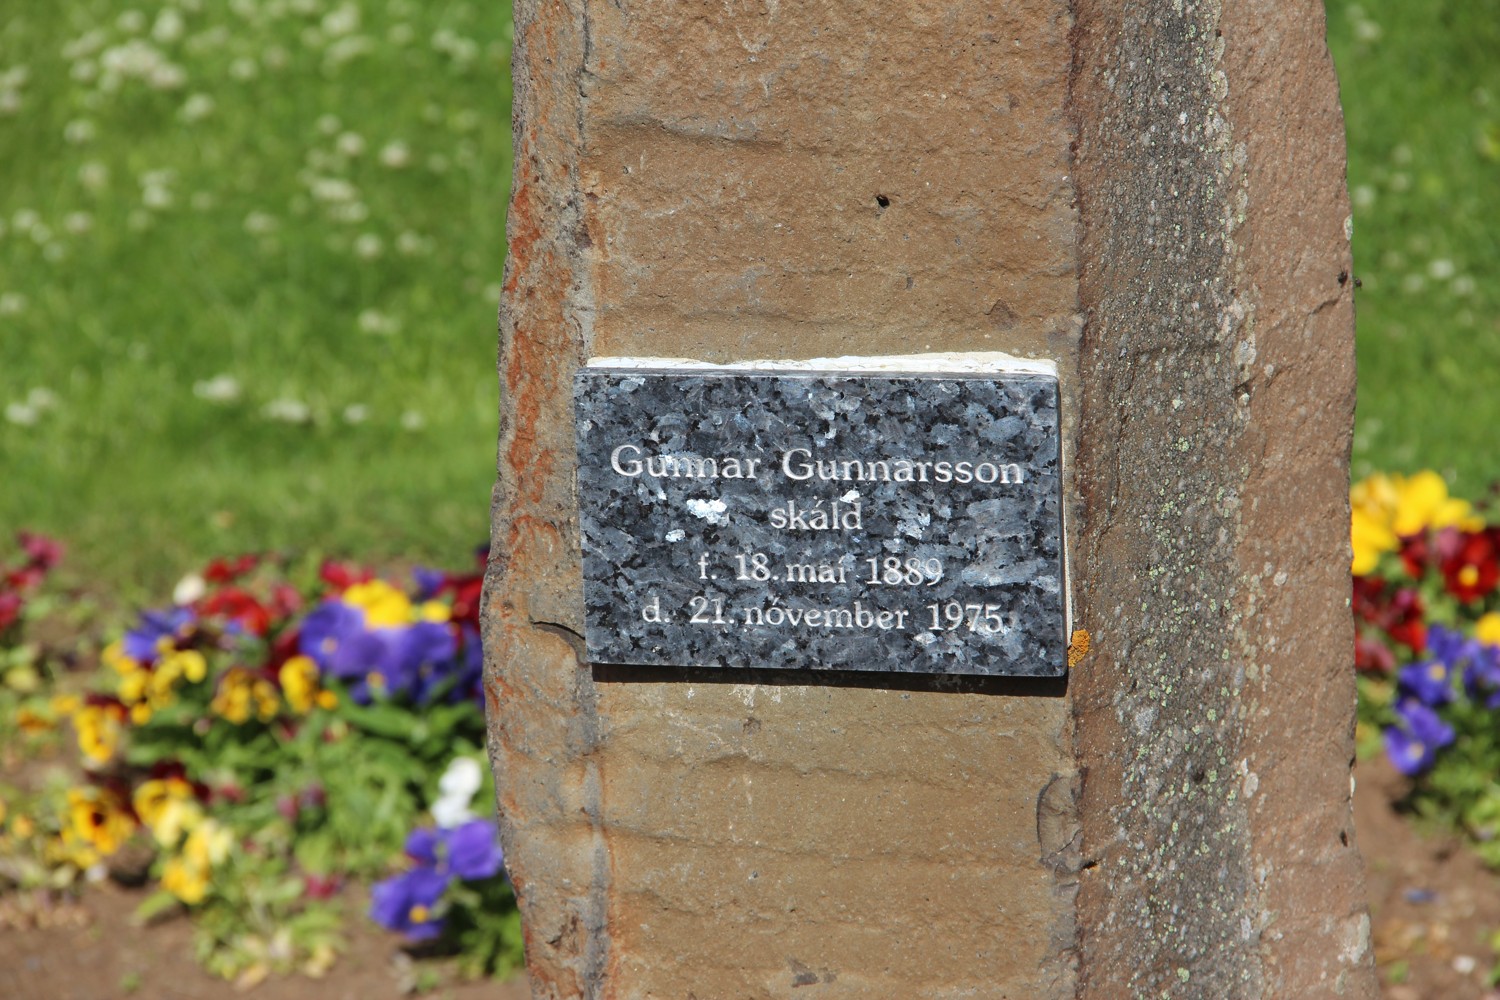 Gunnar Gunnarsson
skáld
f. 18. maí 1889
d. 21. nóvember 1975